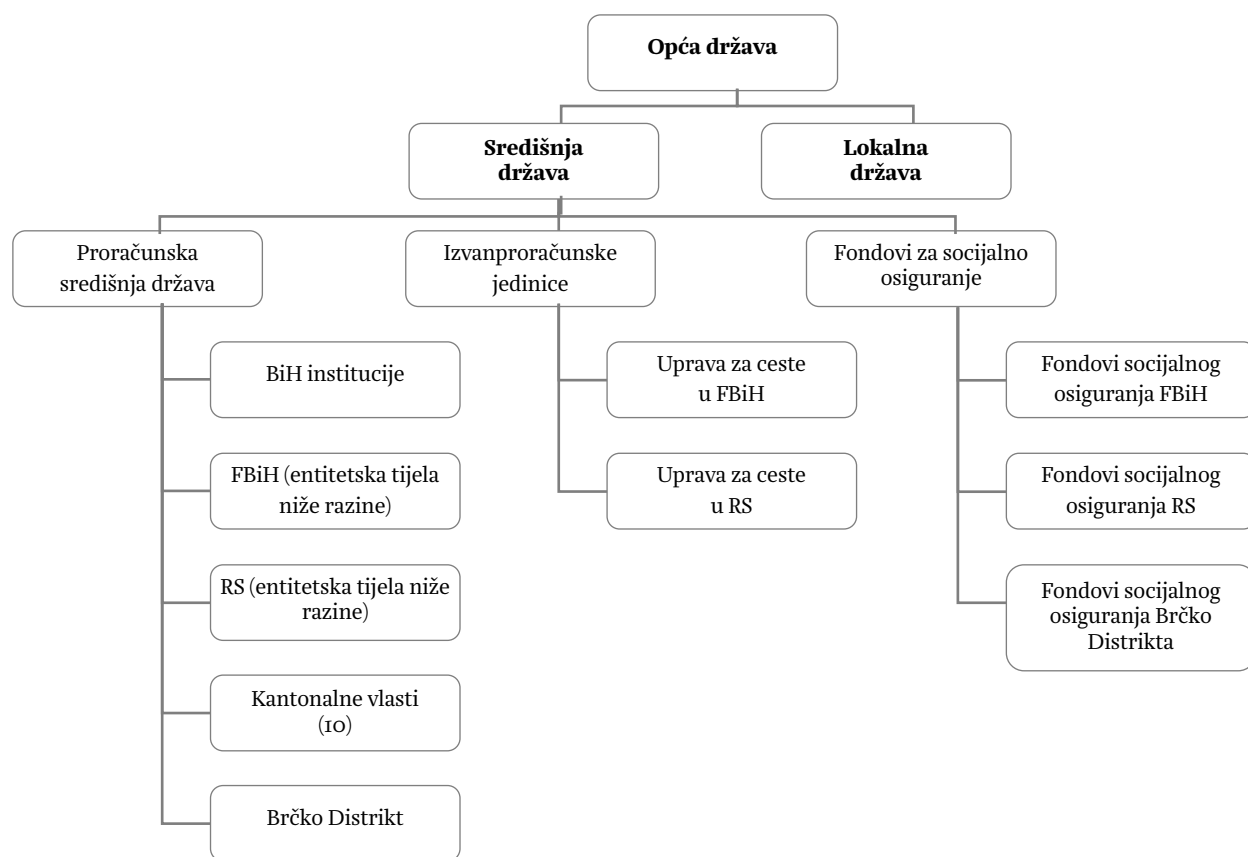 Opća država
Središnja
država
Lokalna
država
Proračunska
središnja država
Izvanproračunske
jedinice
Fondovi za socijalno
osiguranje
BiH institucije
FBiH (entitetska tijela
niže razine)
RS (entitetska tijela niže
razine)
Kantonalne vlasti
(10)
Brčko Distrikt
Uprava za ceste
u FBiH
Uprava za ceste
u RS
Fondovi socijalnog
osiguranja FBiH
Fondovi socijalnog
osiguranja RS
Fondovi socijalnog
osiguranja Brčko
Distrikta